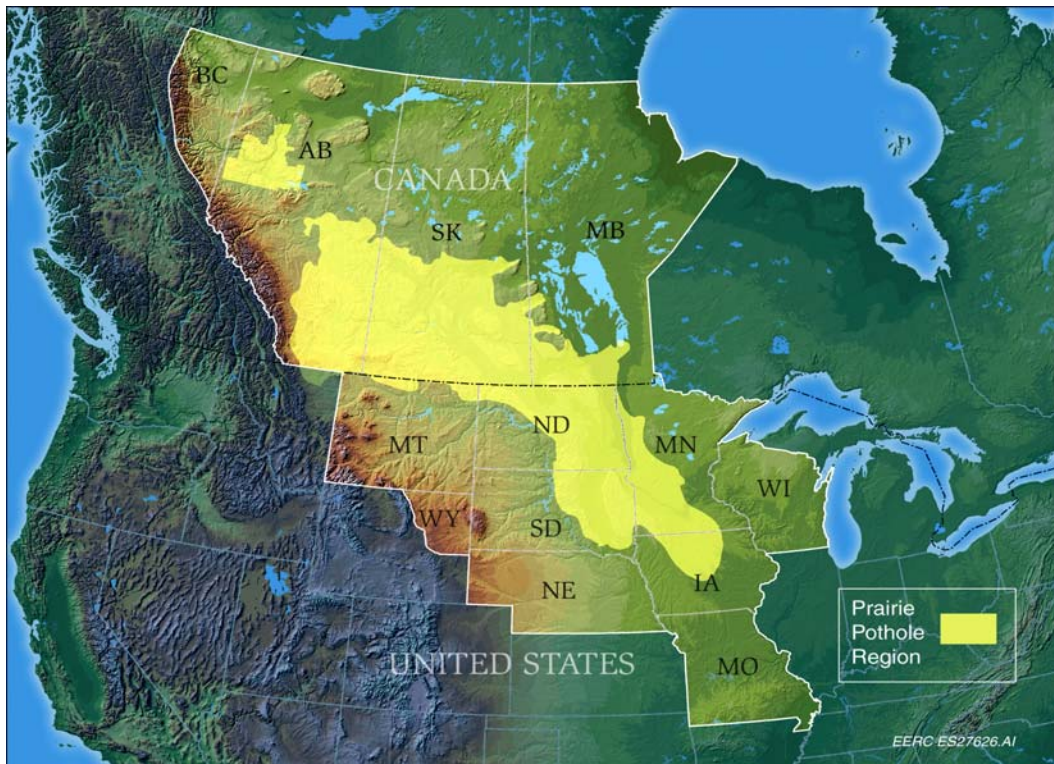 BC
AB
CANADA
SK
MB
MT
ND
MN
WI
WY
SD
NE
IA
Prairie
Pothole
Region
UNITED STATES
MO
EERC ES27626.AI